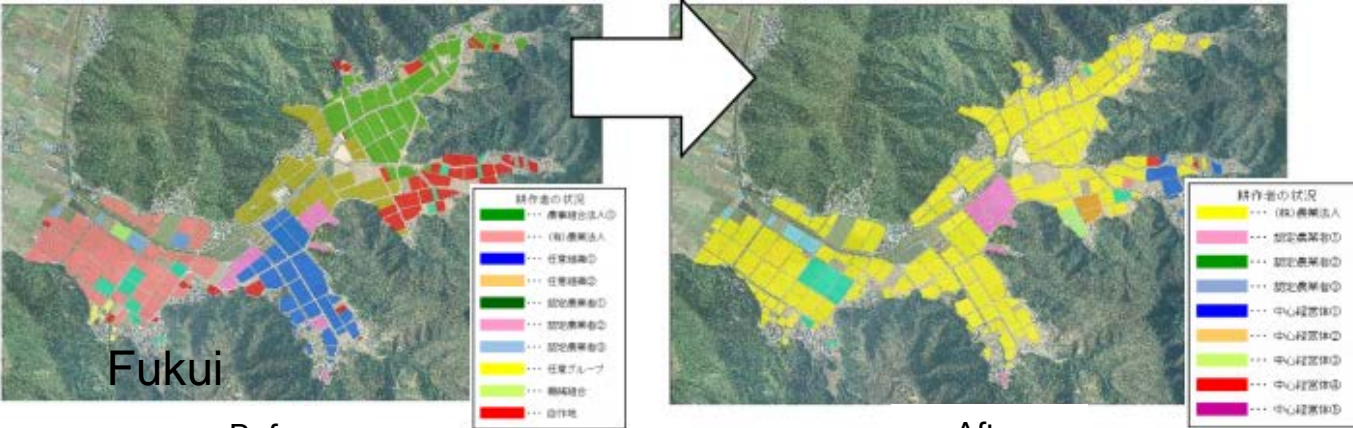 Fukui
耕作者の状況
・・・ 農事組合法人①
・・・ (有)農業法人
・・・ 任意組織①
・・・ 任意組織②
・・・ 認定農業者①
・・・ 認定農業者②
・・・ 認定農業者③
・・・ 任意グループ
・・・ 機械組合
・・・ 自作地
耕作者の状況
・・・ (株)農業法人
・・・ 認定農業者①
・・・ 認定農業者②
・・・ 認定農業者③
・・・ 中心経営体①
・・・ 中心経営体②
・・・ 中心経営体③
・・・ 中心経営体④
・・・ 中心経営体⑤